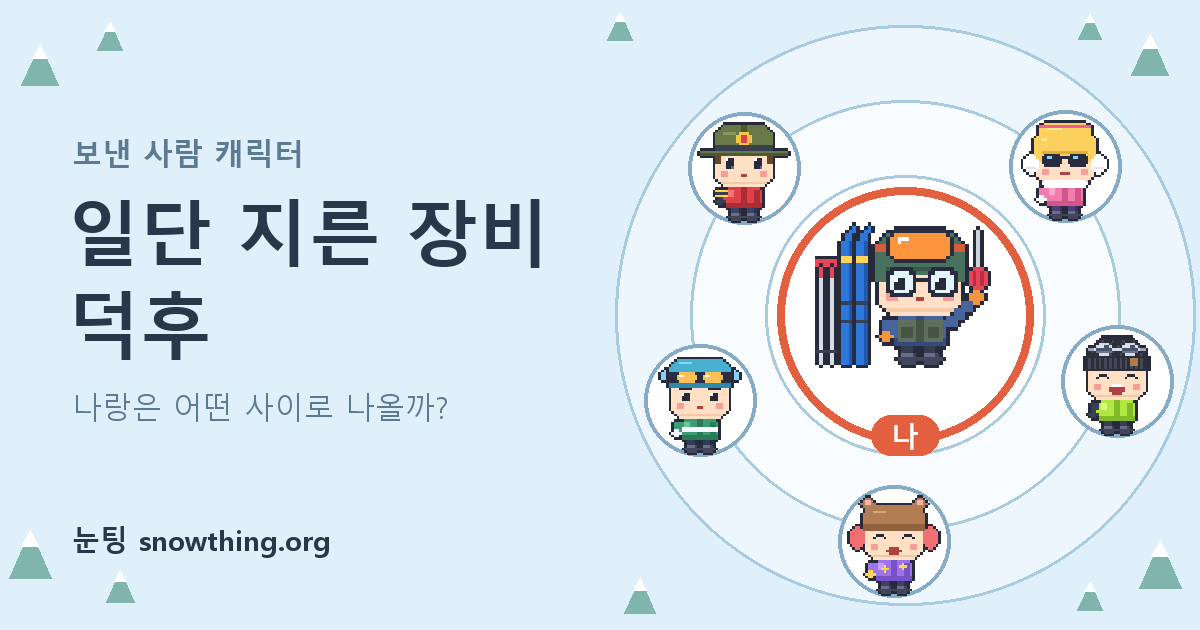 보낸 사람 캐릭터
일단 지른 장비
덕후
나랑은 어떤 사이로 나올까?
나
눈팅 snowthing.org